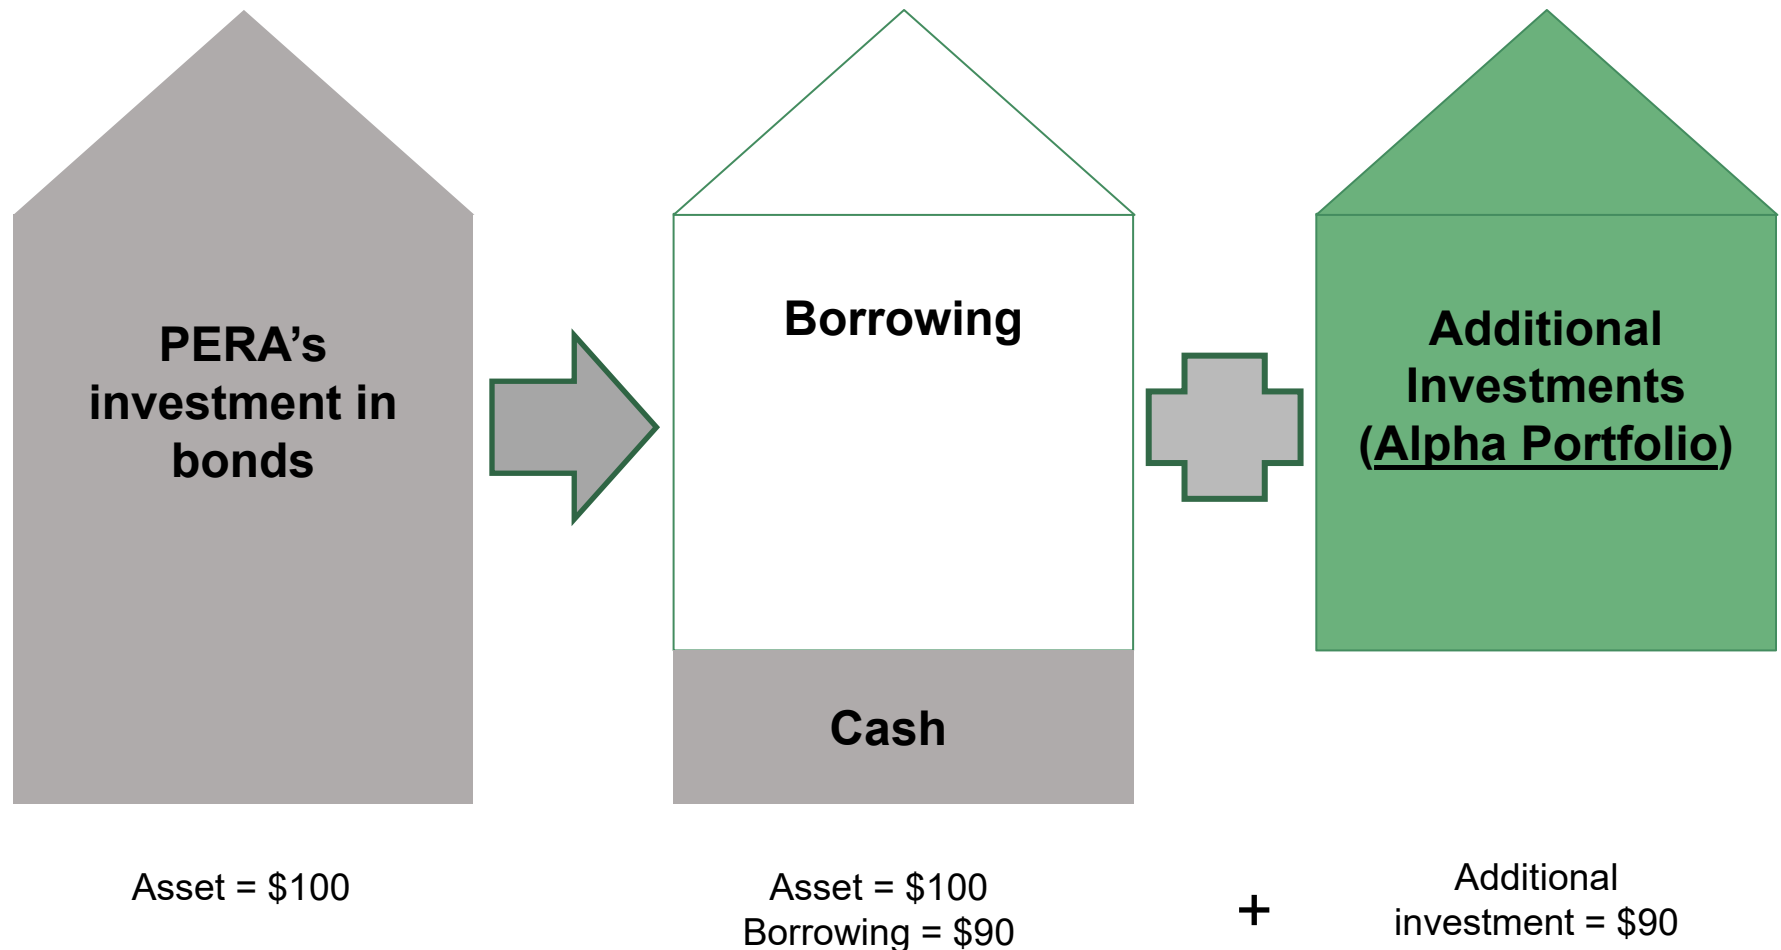 PERA’s
investment in
bonds
Borrowing
Cash
Additional
Investments
(Alpha Portfolio)
Asset = $100
Asset = $100
Borrowing = $90
+
Additional
investment = $90